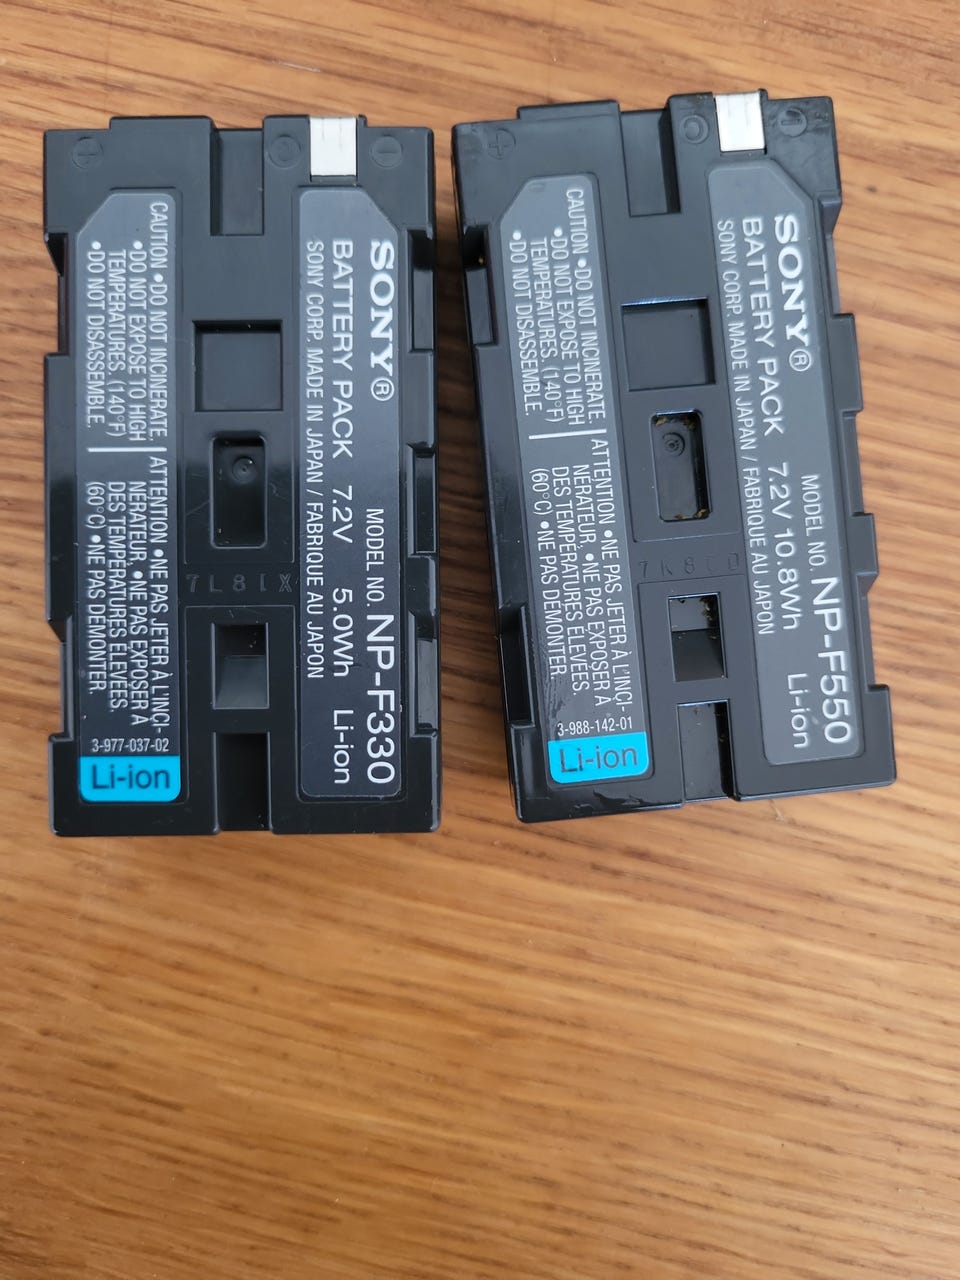 SONY®
BATTERY PACK 7.2V 5.0Wh Li-ion
MODEL NO. NP-F330
SONY CORP. MADE IN JAPAN / FABRIQUE AU JAPON
CAUTION •DO NOT INCINERATE.
•DO NOT EXPOSE TO HIGH
TEMPERATURES. (140°F)
•DO NOT DISASSEMBLE.
ATTENTION •NE PAS JETER À L'INCI-
NERATEUR. •NE PAS EXPOSER À
DES TEMPÉRATURES ÉLEVÉES.
(60°C) •NE PAS DEMONTER.
3-977-037-02
Li-ion
7L81X
SONY®
MODEL NO. NP-F550
BATTERY PACK 7.2V 10.8Wh Li-ion
SONY CORP. MADE IN JAPAN / FABRIQUE AU JAPON
CAUTION •DO NOT INCINERATE.
•DO NOT EXPOSE TO HIGH
TEMPERATURES. (140°F)
•DO NOT DISASSEMBLE.
ATTENTION •NE PAS JETER À L'INCI-
NERATEUR. •NE PAS EXPOSER À
DES TEMPÉRATURES ÉLEVÉES.
(60°C) •NE PAS DEMONTER.
3-988-142-01
Li-ion